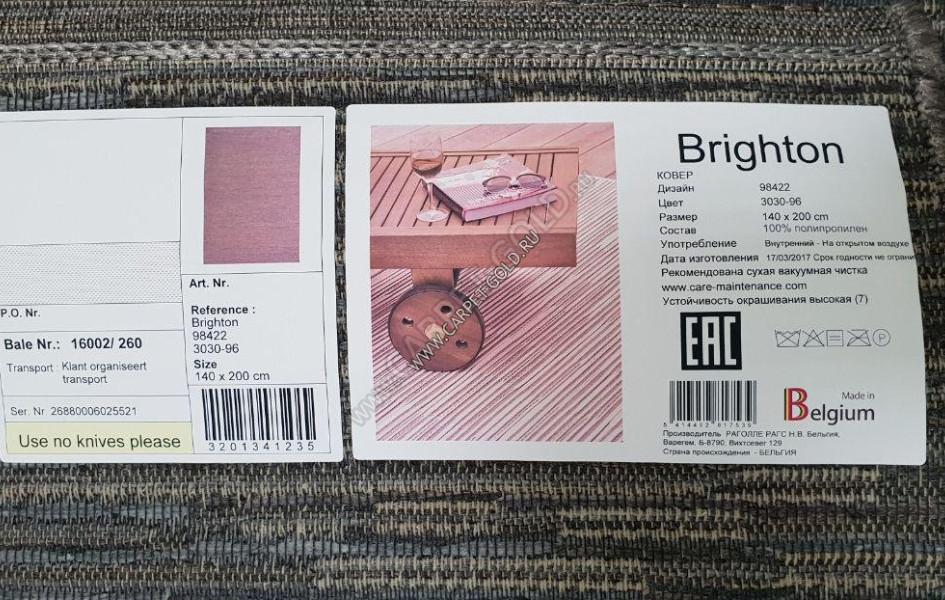 P.O. Nr.
Bale Nr.: 16002/ 260
Transport : Klant organiseert
transport
Ser. Nr. 26880006025521
Use no knives please
Art. Nr.
Reference :
Brighton
98422
3030-96
Size
140 x 200 cm
3201341235
WWW.CARPET-GOLD.RU
Brighton
КОВЕР
Дизайн 98422
Цвет 3030-96
Размер 140 x 200 cm
Состав 100% полипропилен
Употребление Внутренний - На открытом воздухе
Дата изготовления 17/03/2017 Срок годности не ограни
Рекомендована сухая вакуумная чистка
www.care-maintenance.com
Устойчивость окрашивания высокая (7)
EAC
P
Made in
Belgium
Производитель РАГОЛЛЕ РАГС Н.В. Бельгия,
Варегем, Б-8790, Вихтсевег 129
Страна происхождения - БЕЛЬГИЯ